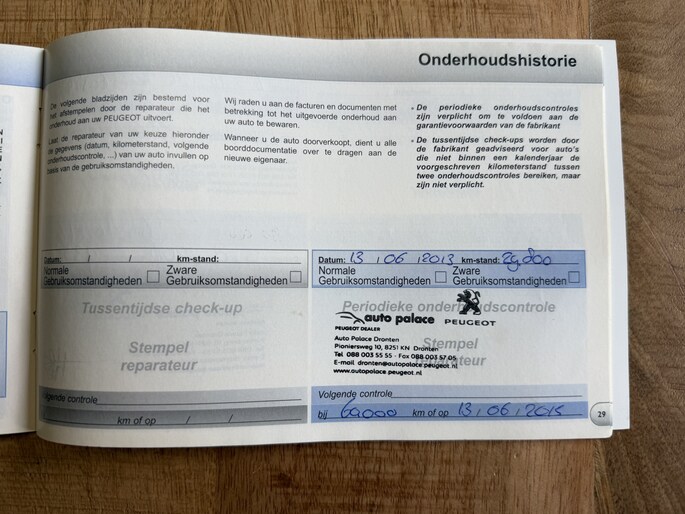 Onderhoudshistorie
De volgende bladzijden zijn bestemd voor
het afstempelen door de reparateur die het
onderhoud aan uw PEUGEOT uitvoert.
Laat de reparateur van uw keuze hieronder
de gegevens (datum, kilometerstand, volgende
onderhoudscontrole, ...) van uw auto invullen op
basis van de gebruiksomstandigheden.
Wij raden u aan de facturen en documenten met
betrekking tot het uitgevoerde onderhoud aan
uw auto te bewaren.
Wanneer u de auto doorverkoopt, dient u alle
boorddocumentatie over te dragen aan de
nieuwe eigenaar.
- De periodieke onderhoudscontroles
zijn verplicht om te voldoen aan de
garantievoorwaarden van de fabrikant
- De tussentijdse check-ups worden door
de fabrikant geadviseerd voor auto's
die niet binnen een kalenderjaar de
voorgeschreven kilometerstand tussen
twee onderhoudscontroles bereiken, maar
zijn niet verplicht.
Datum: / / km-stand:
Normale
Gebruiksomstandigheden
Zware
Gebruiksomstandigheden
Tussentijdse check-up
Stempel
reparateur
Volgende controle
km of op / /
Datum: 13 / 06 / 2013 km-stand: 29.800
Normale
Gebruiksomstandigheden
Zware
Gebruiksomstandigheden
Periodieke onderhoudscontrole
auto palace
PEUGEOT DEALER
PEUGEOT
Stempel
reparateur
Auto Palace Dronten
Pioniersweg 10, 8251 KN Dronten
Tel 088 003 55 55 - Fax 088 003 57 05
E-mail dronten@autopalace.peugeot.nl
www.autopalace.peugeot.nl
Volgende controle
bij 60.000 km of op 13 / 06 / 2015
29